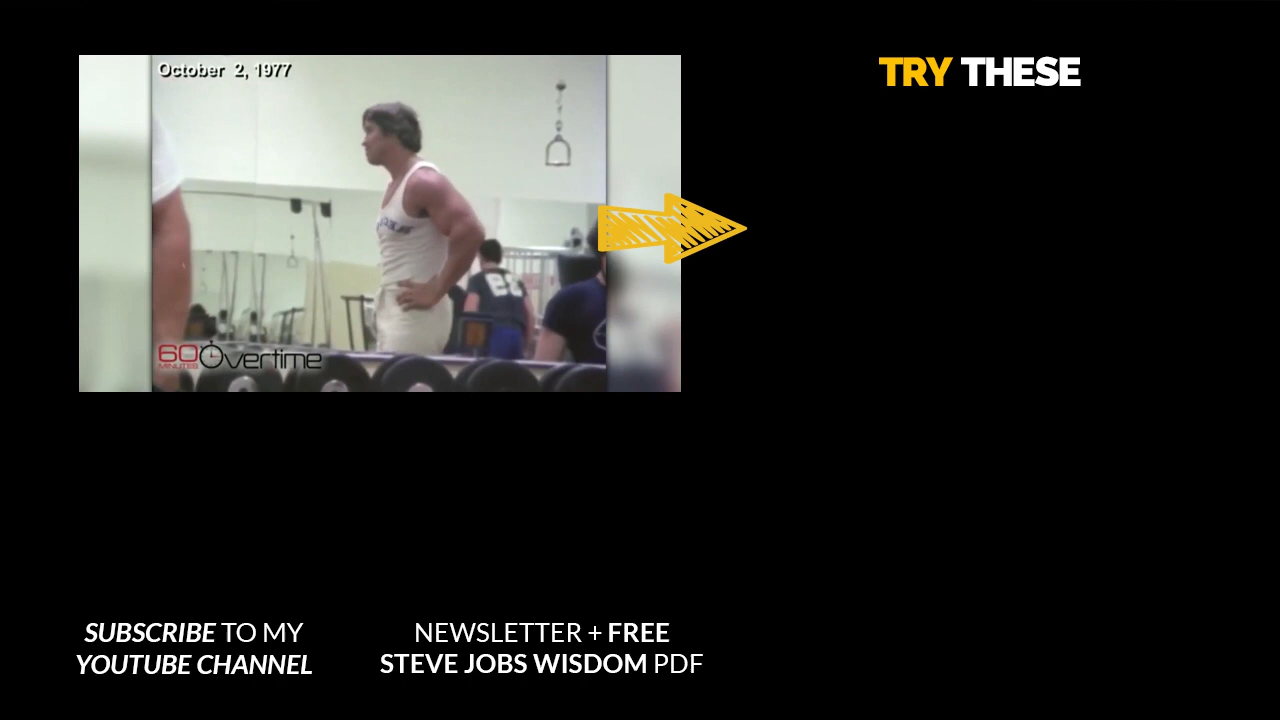 October 2, 1977
TRY THESE
60 Overtime
MINUTES
SUBSCRIBE TO MY
YOUTUBE CHANNEL
NEWSLETTER + FREE
STEVE JOBS WISDOM PDF